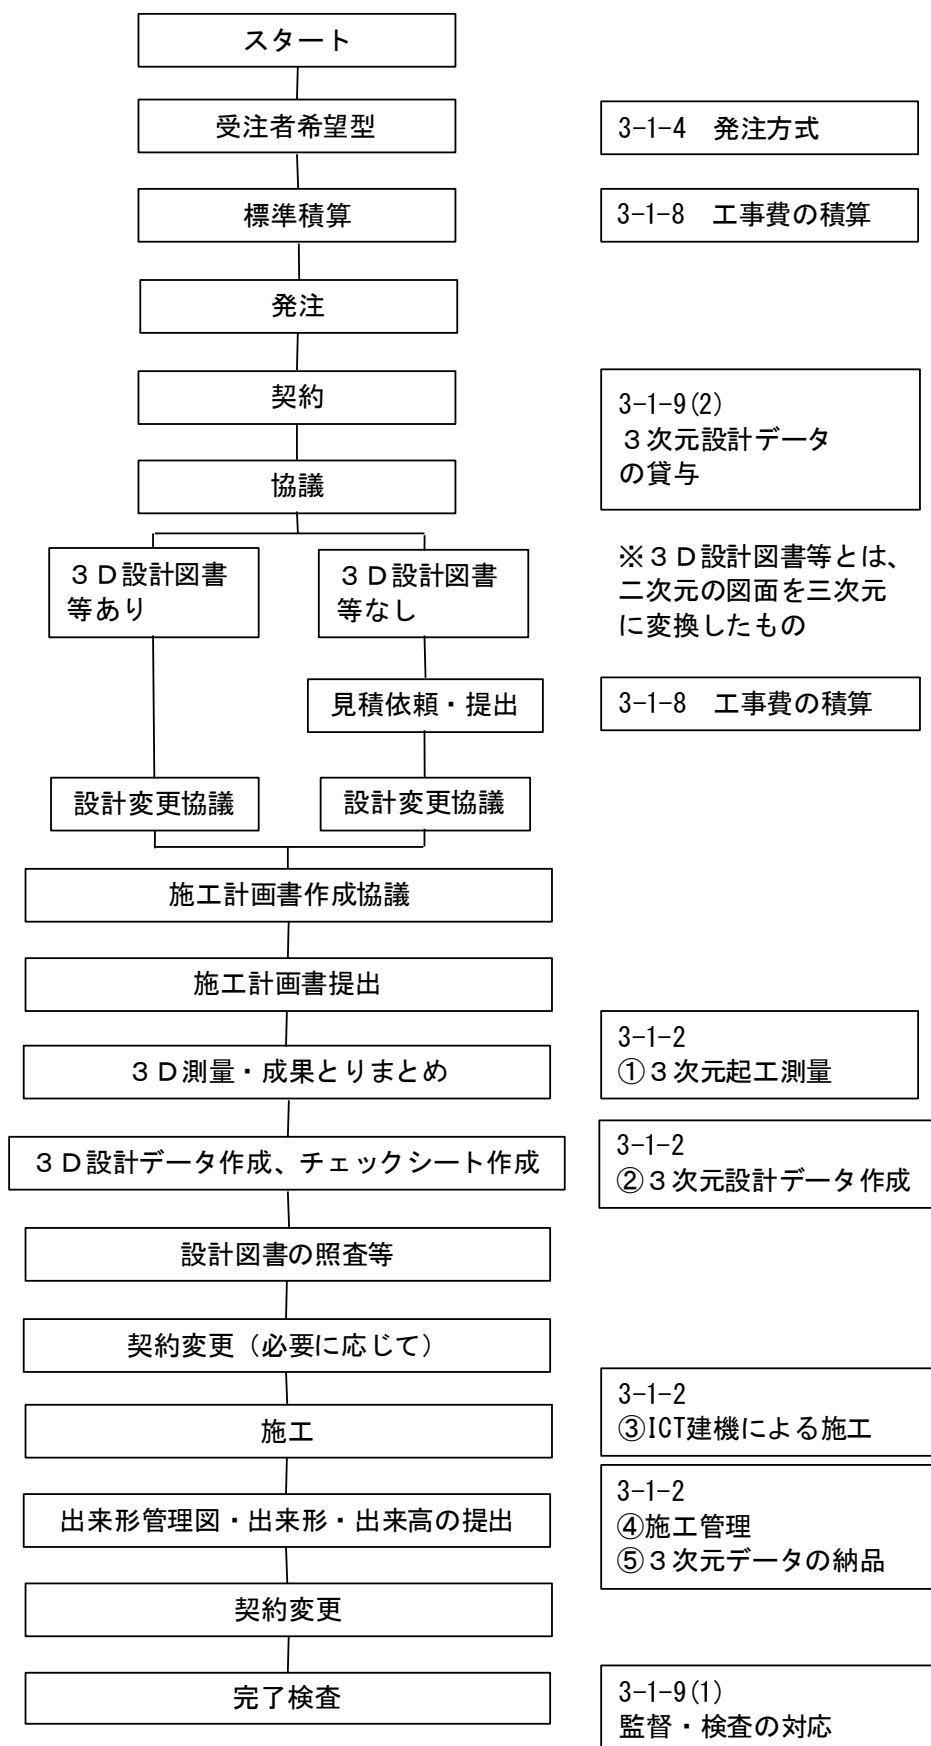 スタート
受注者希望型
3-1-4　発注方式
標準積算
3-1-8　工事費の積算
発注
契約
3-1-9(2)
３次元設計データ
の貸与
協議
３Ｄ設計図書
等あり
３Ｄ設計図書
等なし
※３Ｄ設計図書等とは、
二次元の図面を三次元
に変換したもの
見積依頼・提出
3-1-8　工事費の積算
設計変更協議
設計変更協議
施工計画書作成協議
施工計画書提出
３Ｄ測量・成果とりまとめ
3-1-2
①３次元起工測量
３Ｄ設計データ作成、チェックシート作成
3-1-2
②３次元設計データ作成
設計図書の照査等
契約変更（必要に応じて）
施工
3-1-2
③ICT建機による施工
出来形管理図・出来形・出来高の提出
3-1-2
④施工管理
⑤３次元データの納品
契約変更
完了検査
3-1-9(1)
監督・検査の対応